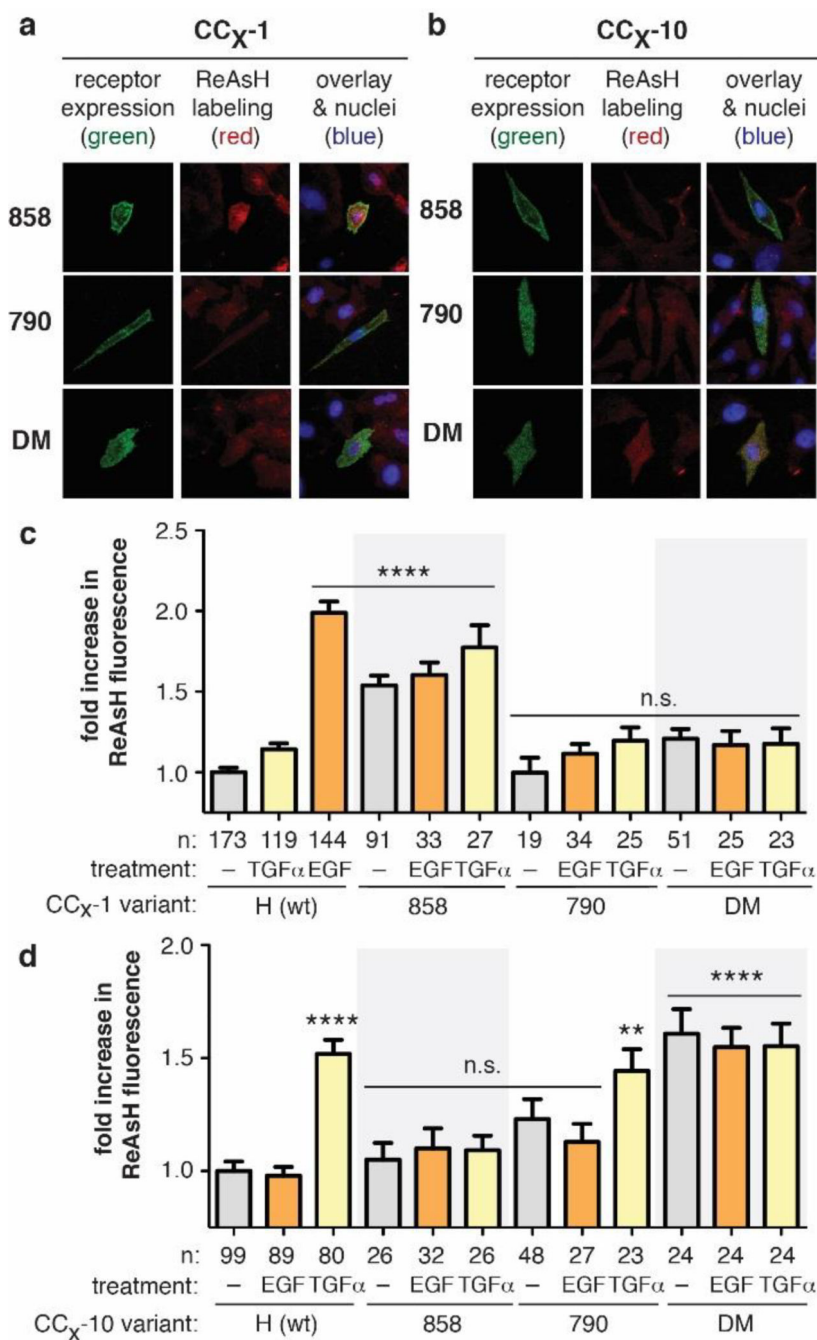 a
CCX-1
receptor expression (green)
ReAsH labeling (red)
overlay & nuclei (blue)
858
790
DM
b
CCX-10
receptor expression (green)
ReAsH labeling (red)
overlay & nuclei (blue)
858
790
DM
c
fold increase in
ReAsH fluorescence
2.5
2.0
1.5
1.0
****
n.s.
n: 173 119 144 91 33 27 19 34 25 51 25 23
treatment: – TGFα EGF – EGF TGFα – EGF TGFα – EGF TGFα
CCX-1 variant: H (wt) 858 790 DM
d
fold increase in
ReAsH fluorescence
2.0
1.5
1.0
****
n.s.
**
****
n: 99 89 80 26 32 26 48 27 23 24 24 24
treatment: – EGF TGFα – EGF TGFα – EGF TGFα – EGF TGFα
CCX-10 variant: H (wt) 858 790 DM